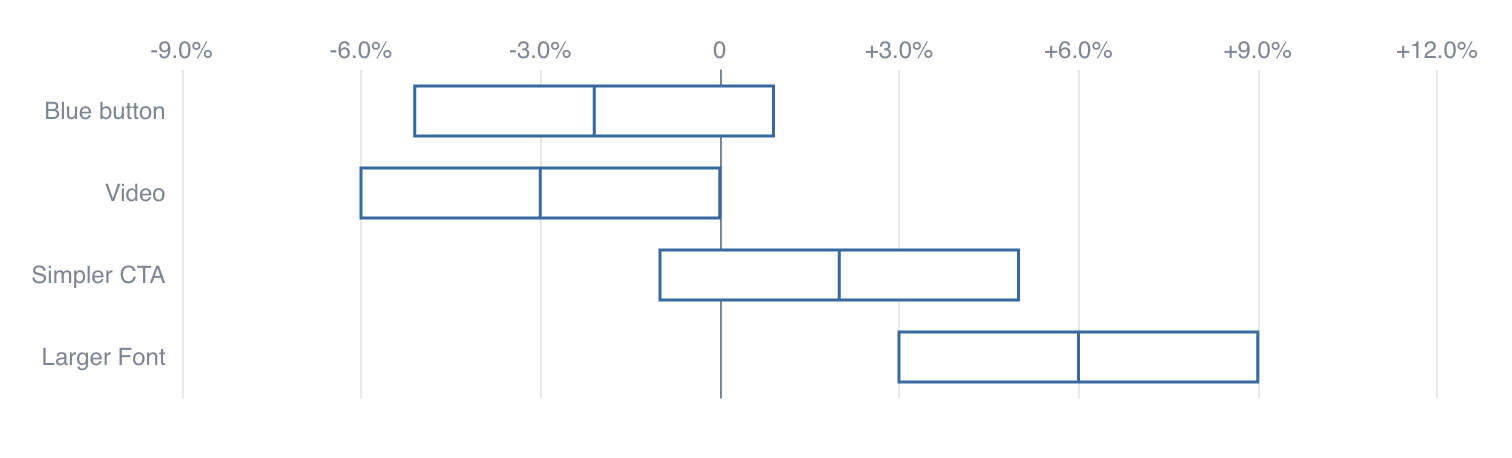 -9.0% -6.0% -3.0% 0 +3.0% +6.0% +9.0% +12.0%
Blue button
Video
Simpler CTA
Larger Font